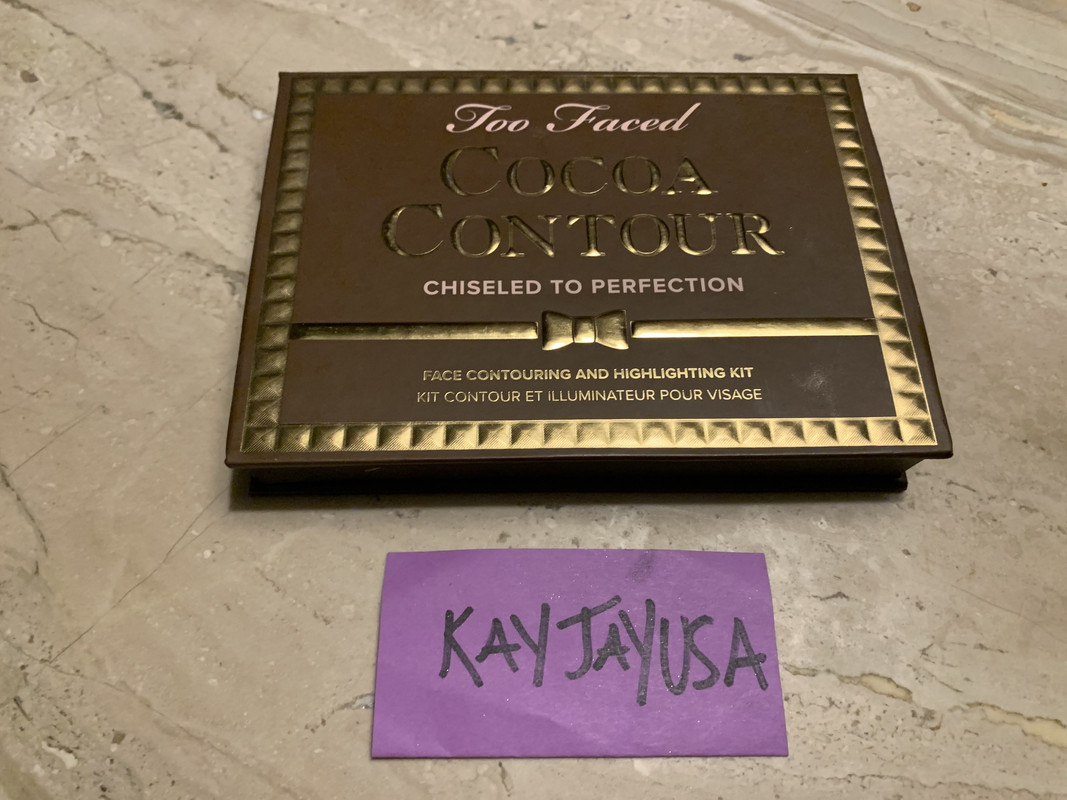 Too Faced
COCOA
CONTOUR
CHISELED TO PERFECTION
FACE CONTOURING AND HIGHLIGHTING KIT
KIT CONTOUR ET ILLUMINATEUR POUR VISAGE
KAYJAYUSA